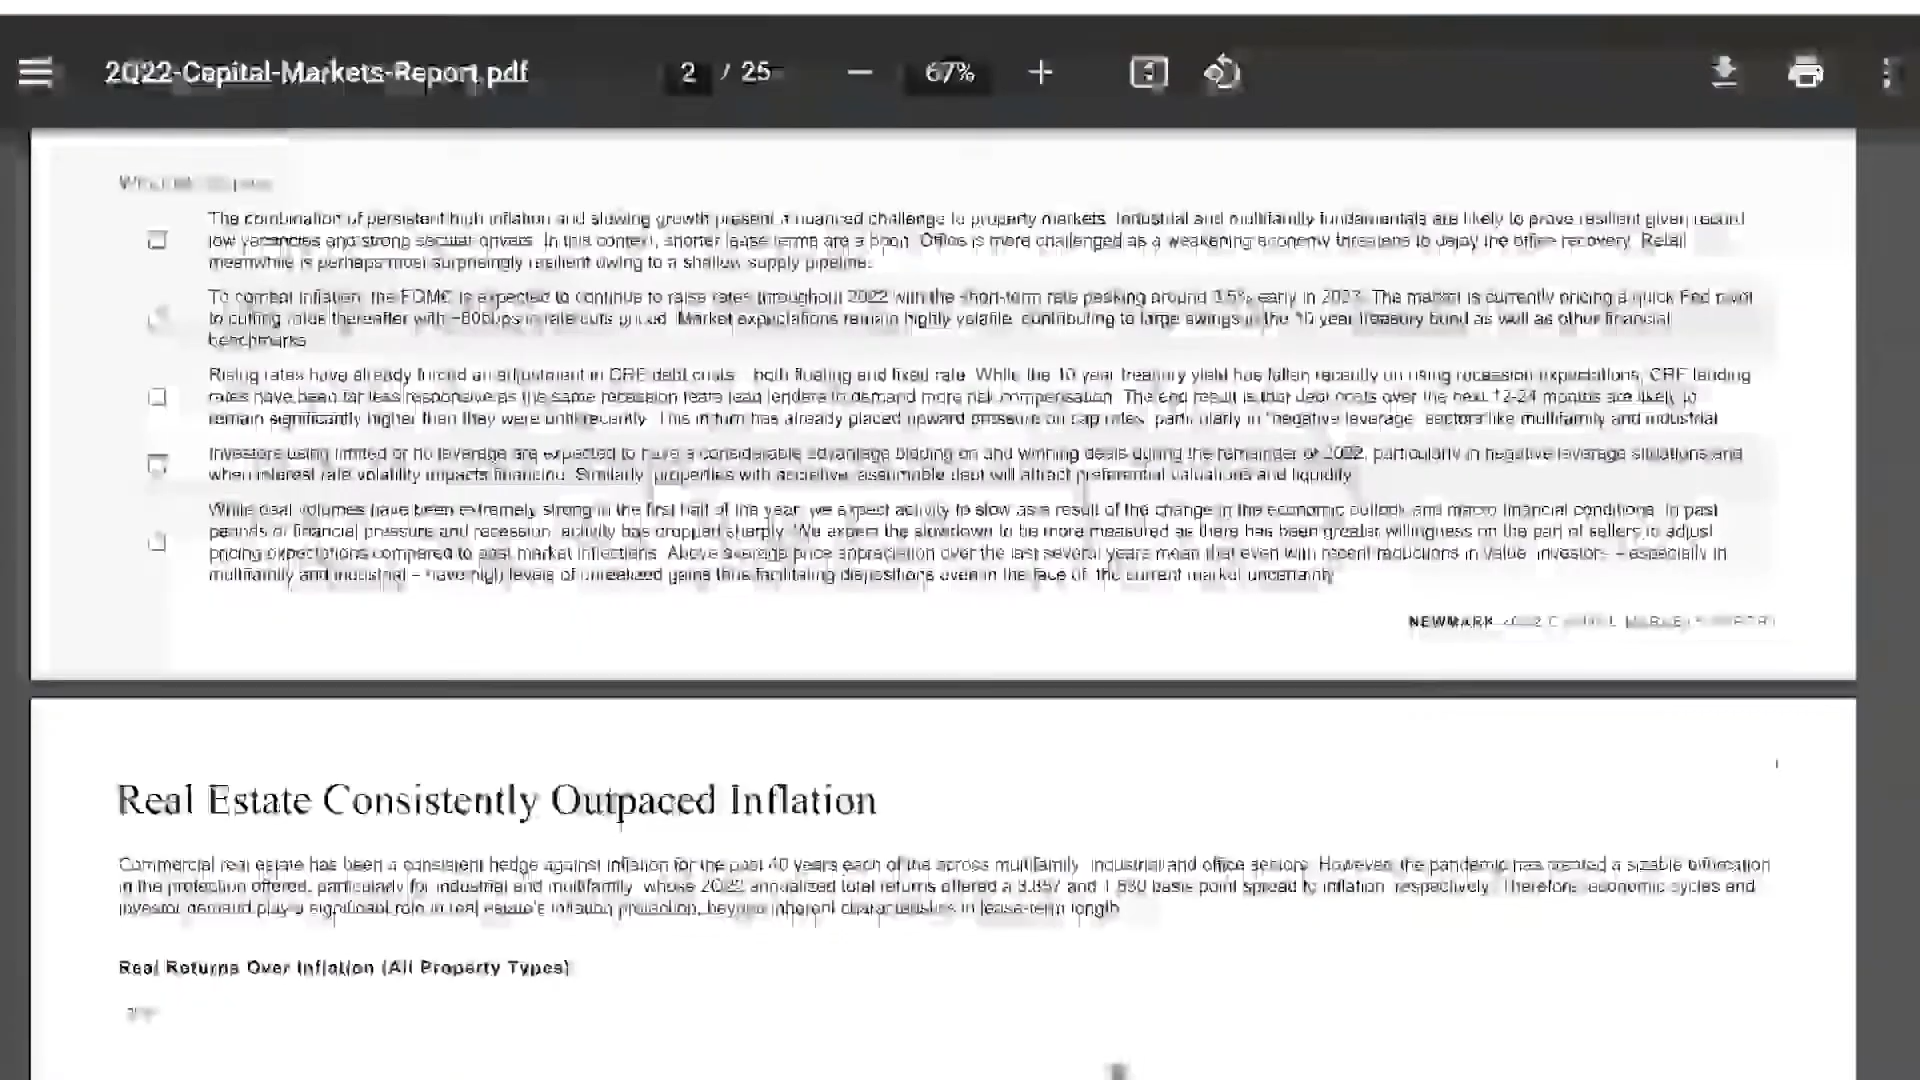 2Q22-Capital-Markets-Report.pdf
2 / 25
67%
The combination of persistent high inflation and slowing growth present a nuanced challenge to property markets. Industrial and multifamily fundamentals are likely to prove resilient given record
low vacancies and strong secular drivers. In this context, shorter lease terms are a boon. Office is more challenged as a weakening economy threatens to delay the office recovery. Retail
meanwhile is perhaps most surprisingly resilient owing to a shallow supply pipeline.
To combat inflation, the FOMC is expected to continue to raise rates throughout 2022 with the short-term rate peaking around 3.5% early in 2023. The market is currently pricing a quick Fed pivot
to cutting rates thereafter with rate cuts priced. Market expectations remain highly volatile, contributing to large swings in the 10 year treasury bond as well as other financial
benchmarks.
Rising rates have already forced an adjustment in CRE debt costs – both floating and fixed rate. While the 10 year treasury yield has fallen recently on rising recession expectations, CRE lending
rates have been far less responsive as the same recession fears lead lenders to demand more risk compensation. The end result is that debt costs over the next 12-24 months are likely to
remain significantly higher than they were until recently. This in turn has already placed upward pressure on cap rates, particularly in "negative leverage" sectors like multifamily and industrial.
Investors using limited or no leverage are expected to have a considerable advantage bidding on and winning deals during the remainder of 2022, particularly in negative leverage situations and
when interest rate volatility impacts financing. Similarly, properties with accretive, assumable debt will attract preferential valuations and liquidity.
While deal volumes have been extremely strong in the first half of the year, we expect activity to slow as a result of the change in the economic outlook and macro financial conditions. In past
periods of financial pressure and recession, activity has dropped sharply. We expect the slowdown to be more measured as there has been greater willingness on the part of sellers to adjust
pricing expectations compared to past market inflections. Above average price appreciation over the last several years mean that even with recent reductions in value, investors – especially in
multifamily and industrial – have high levels of unrealized gains thus facilitating dispositions even in the face of the current market uncertainty.
NEWMARK
Real Estate Consistently Outpaced Inflation
Commercial real estate has been a consistent hedge against inflation for the past 40 years each of the across multifamily, industrial and office sectors. However, the pandemic has created a sizable bifurcation
in the protection offered, particularly for industrial and multifamily, whose 2Q22 annualized total returns offered a and basis point spread to inflation, respectively. Therefore, economic cycles and
investor demand play a significant role in real estate's inflation protection, beyond inherent characteristics in lease-term length.
Real Returns Over Inflation (All Property Types)